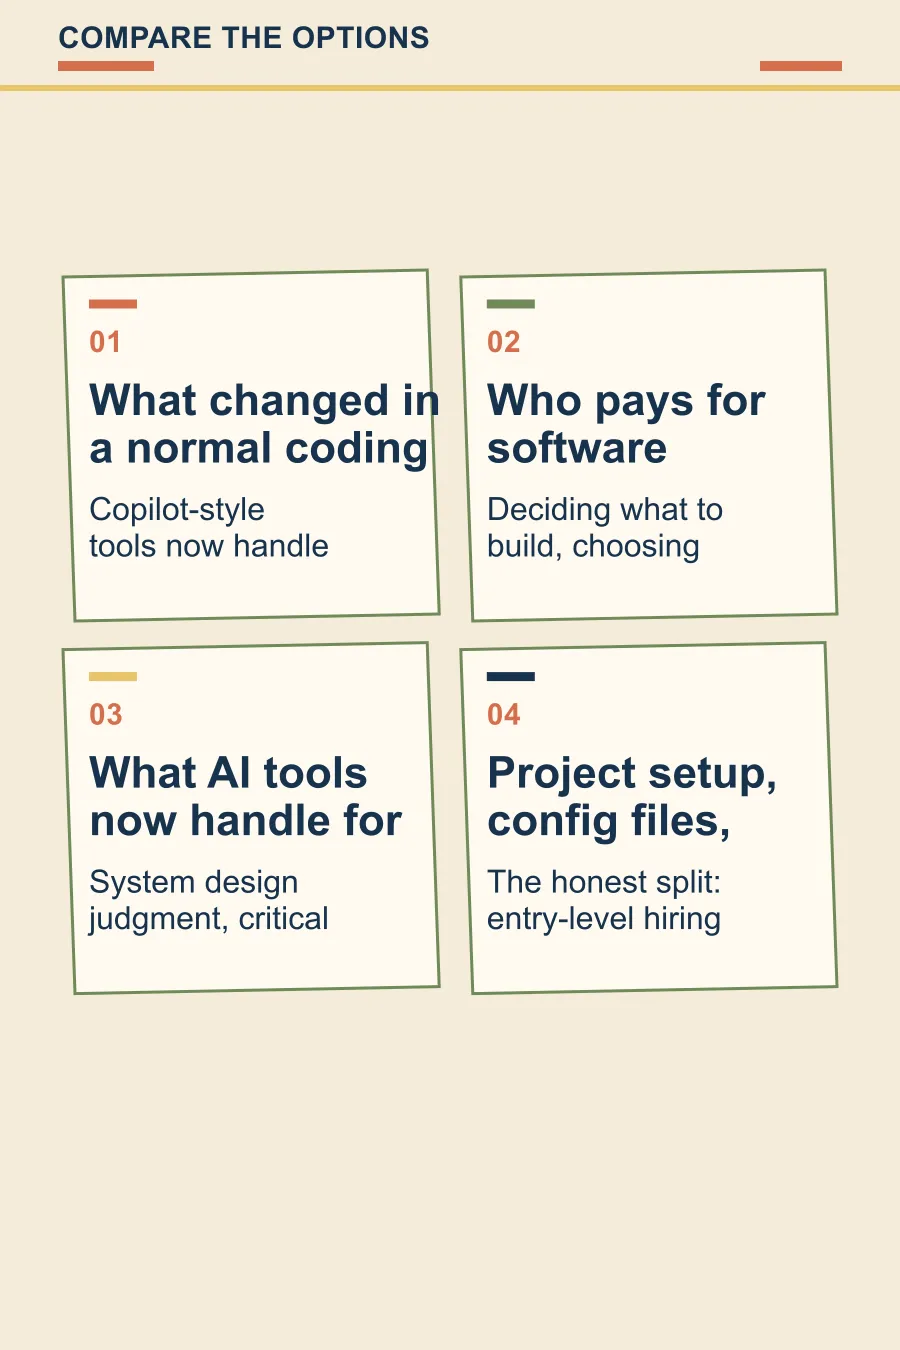 COMPARE THE OPTIONS
01
What changed in
a normal coding
Copilot-style
tools now handle
02
Who pays for
software
Deciding what to
build, choosing
03
What AI tools
now handle for
System design
judgment, critical
04
Project setup,
config files,
The honest split:
entry-level hiring